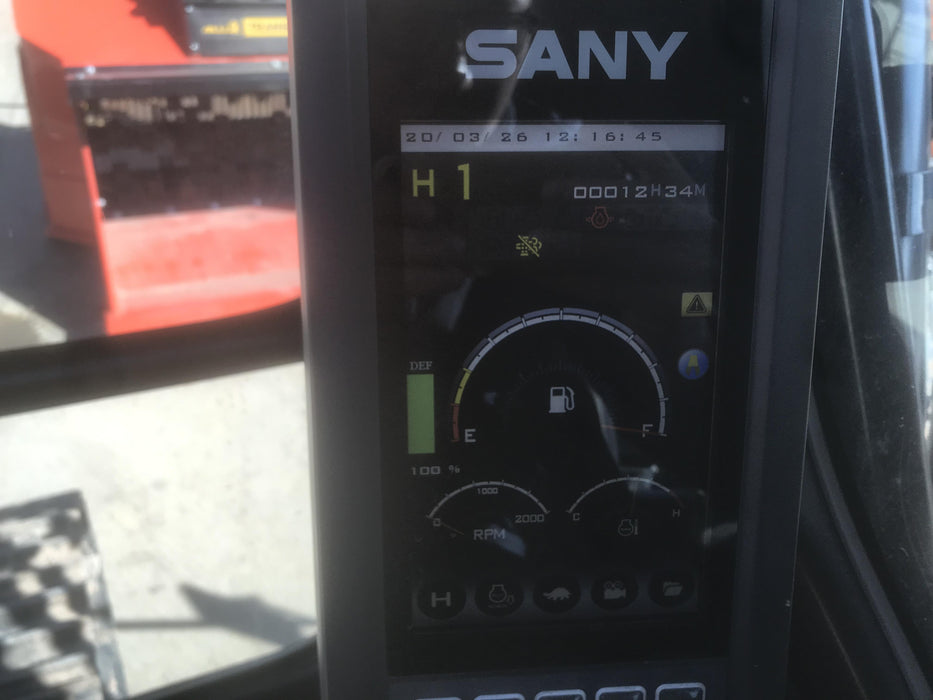 SANY
20/ 03/ 26 12: 16: 45
H 1
00012H34M
DEF
E
F
100 %
0
1000
2000
RPM
C
H
H